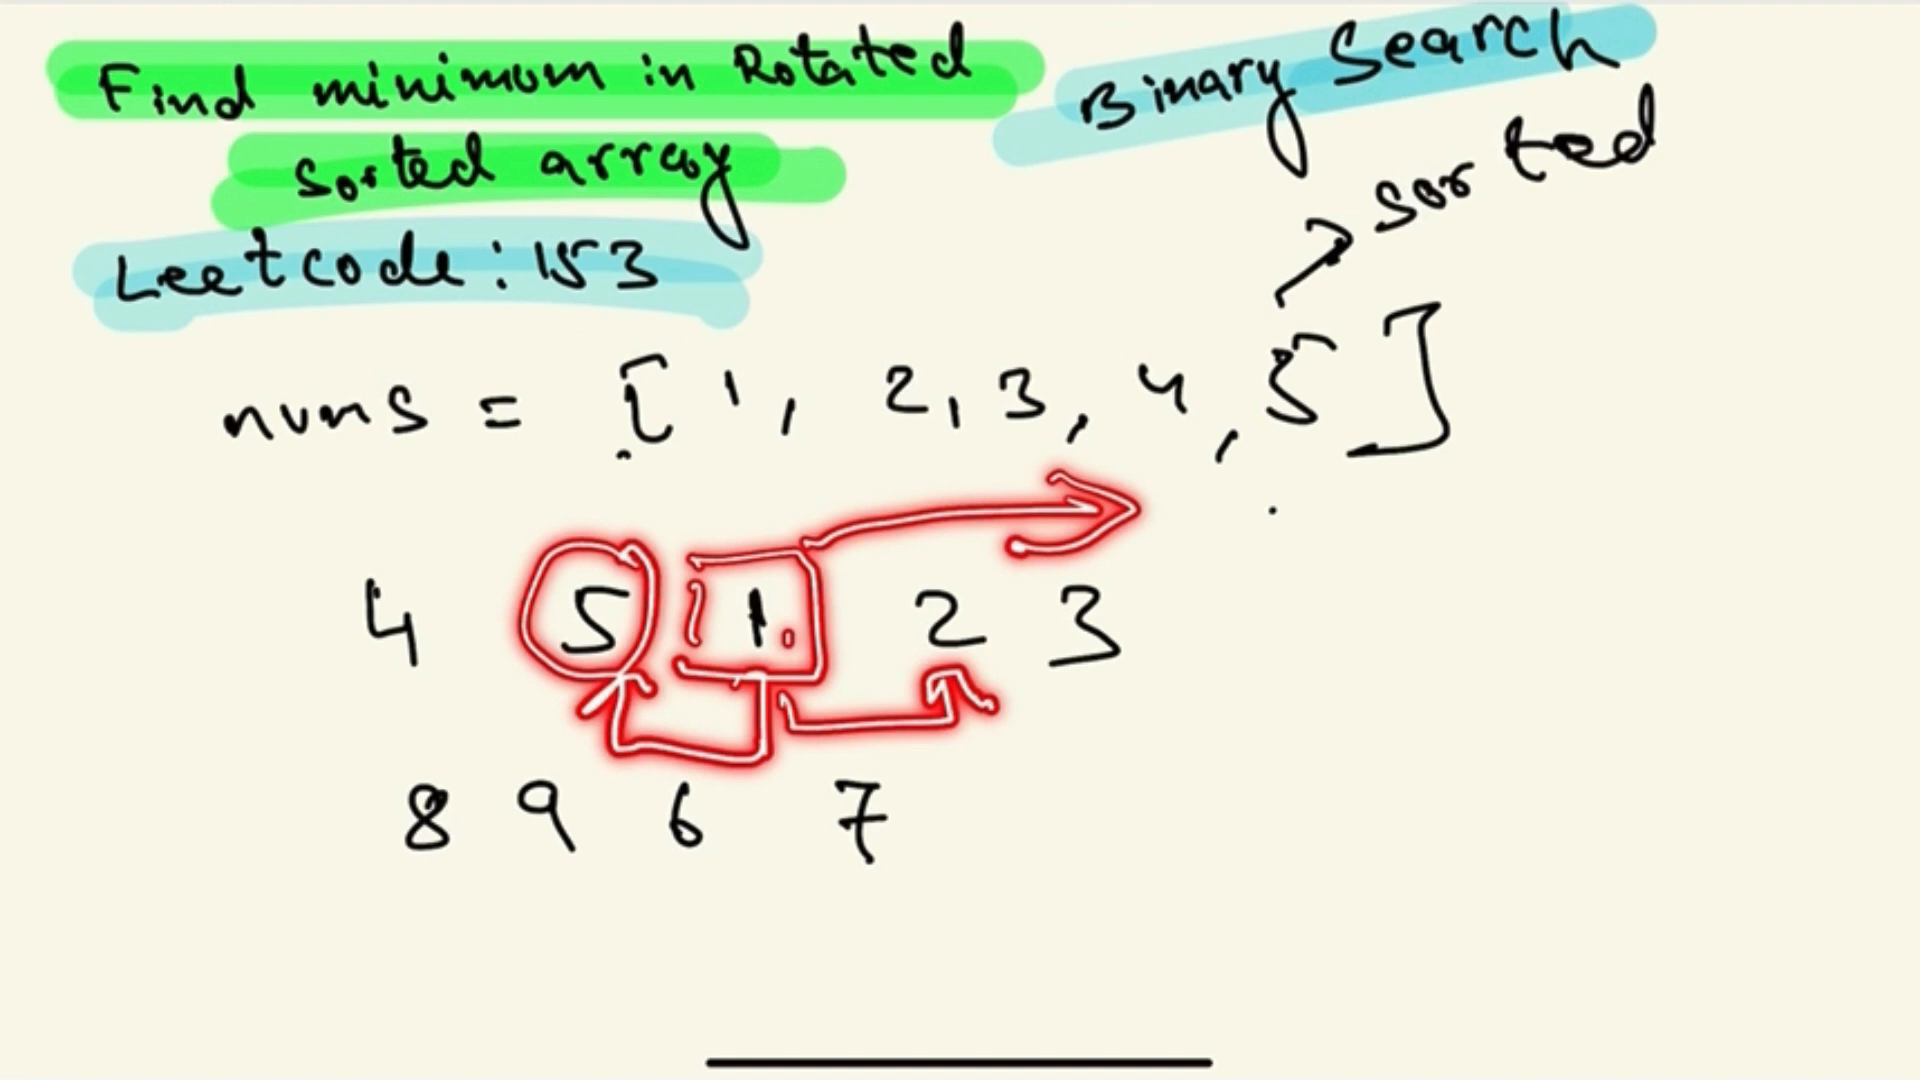 Find minimum in Rotated
sorted array
Leetcode: 153
Binary Search
sorted
nums = [1, 2, 3, 4, 5]
4 5 1 2 3
8 9 6 7